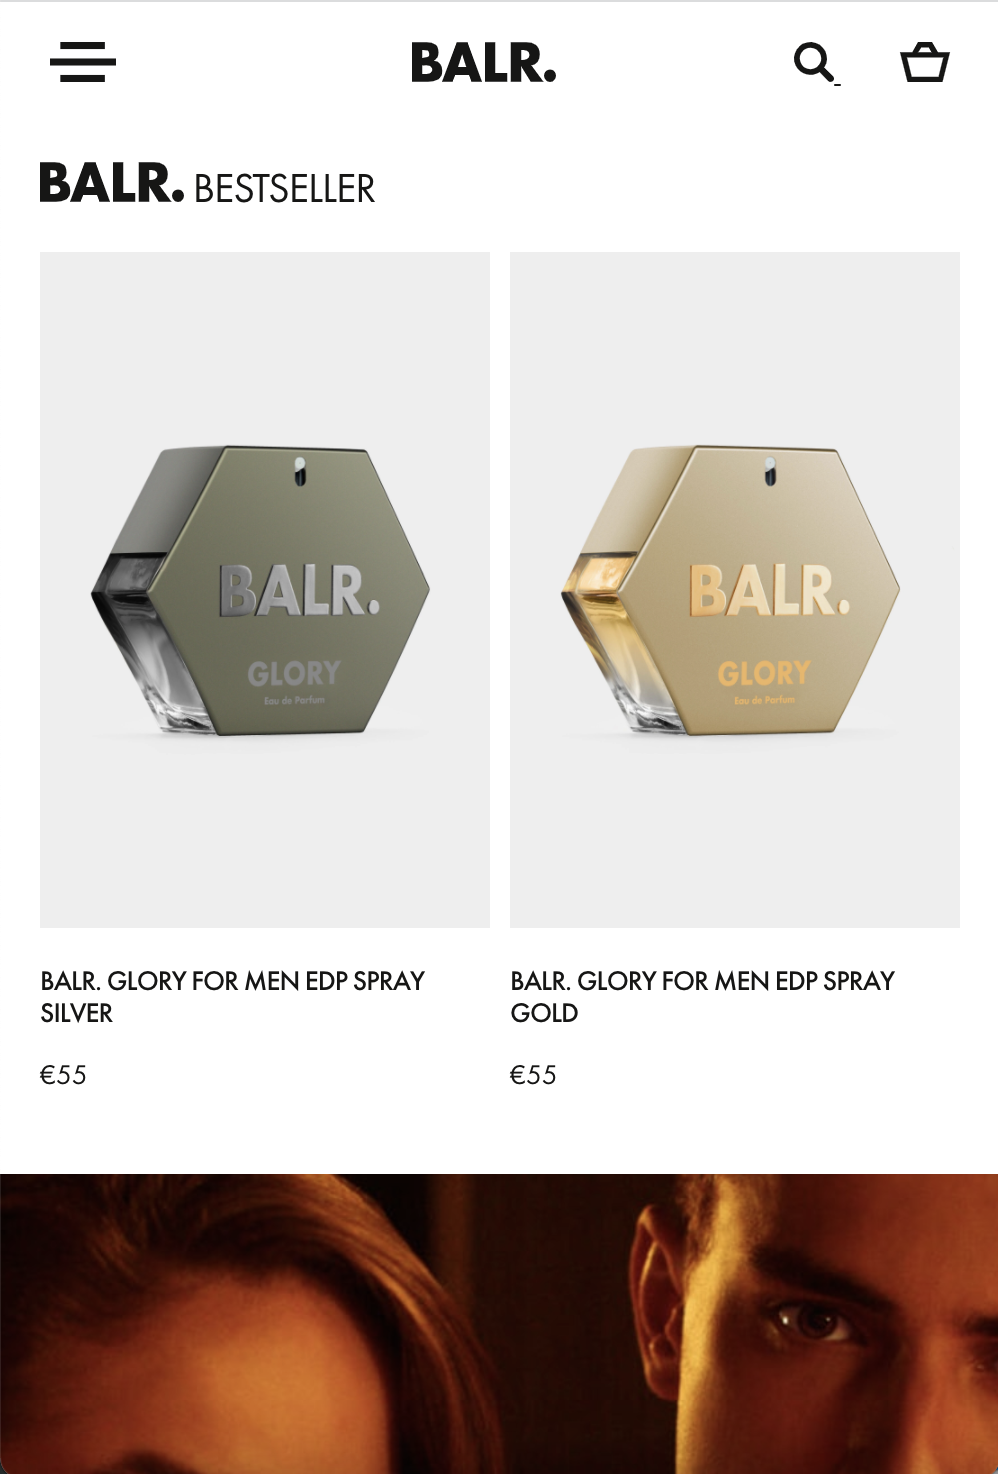 BALR.
BALR. BESTSELLER
BALR.
GLORY
Eau de Parfum
BALR.
GLORY
Eau de Parfum
BALR. GLORY FOR MEN EDP SPRAY
SILVER
€55
BALR. GLORY FOR MEN EDP SPRAY
GOLD
€55